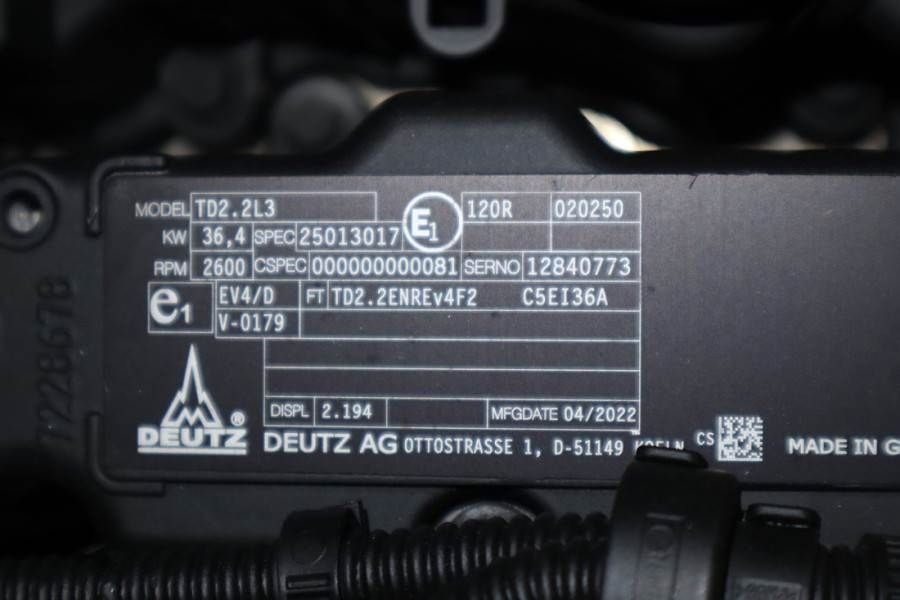 MODEL TD2.2L3 E1 120R 020250
KW 36,4 SPEC 25013017
RPM 2600 CSPEC 000000000081 SERNO 12840773
e1 EV4/D FT TD2.2ENREv4F2 C5EI36A
V-0179
DISPL 2.194 MFGDATE 04/2022
DEUTZ ® DEUTZ AG OTTOSTRASSE 1, D-51149 KOELN CS MADE IN G
7228678